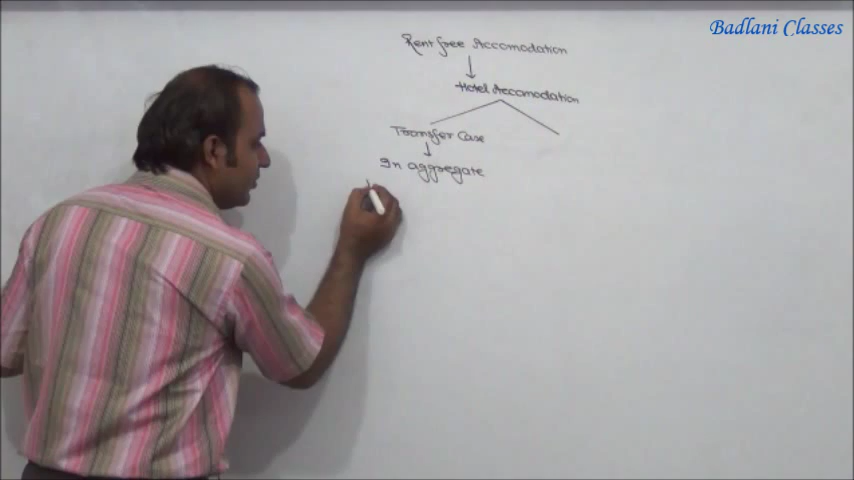 Badlani Classes
Rent free Accomodation
Hotel Accomodation
Transfer Case
In aggregate